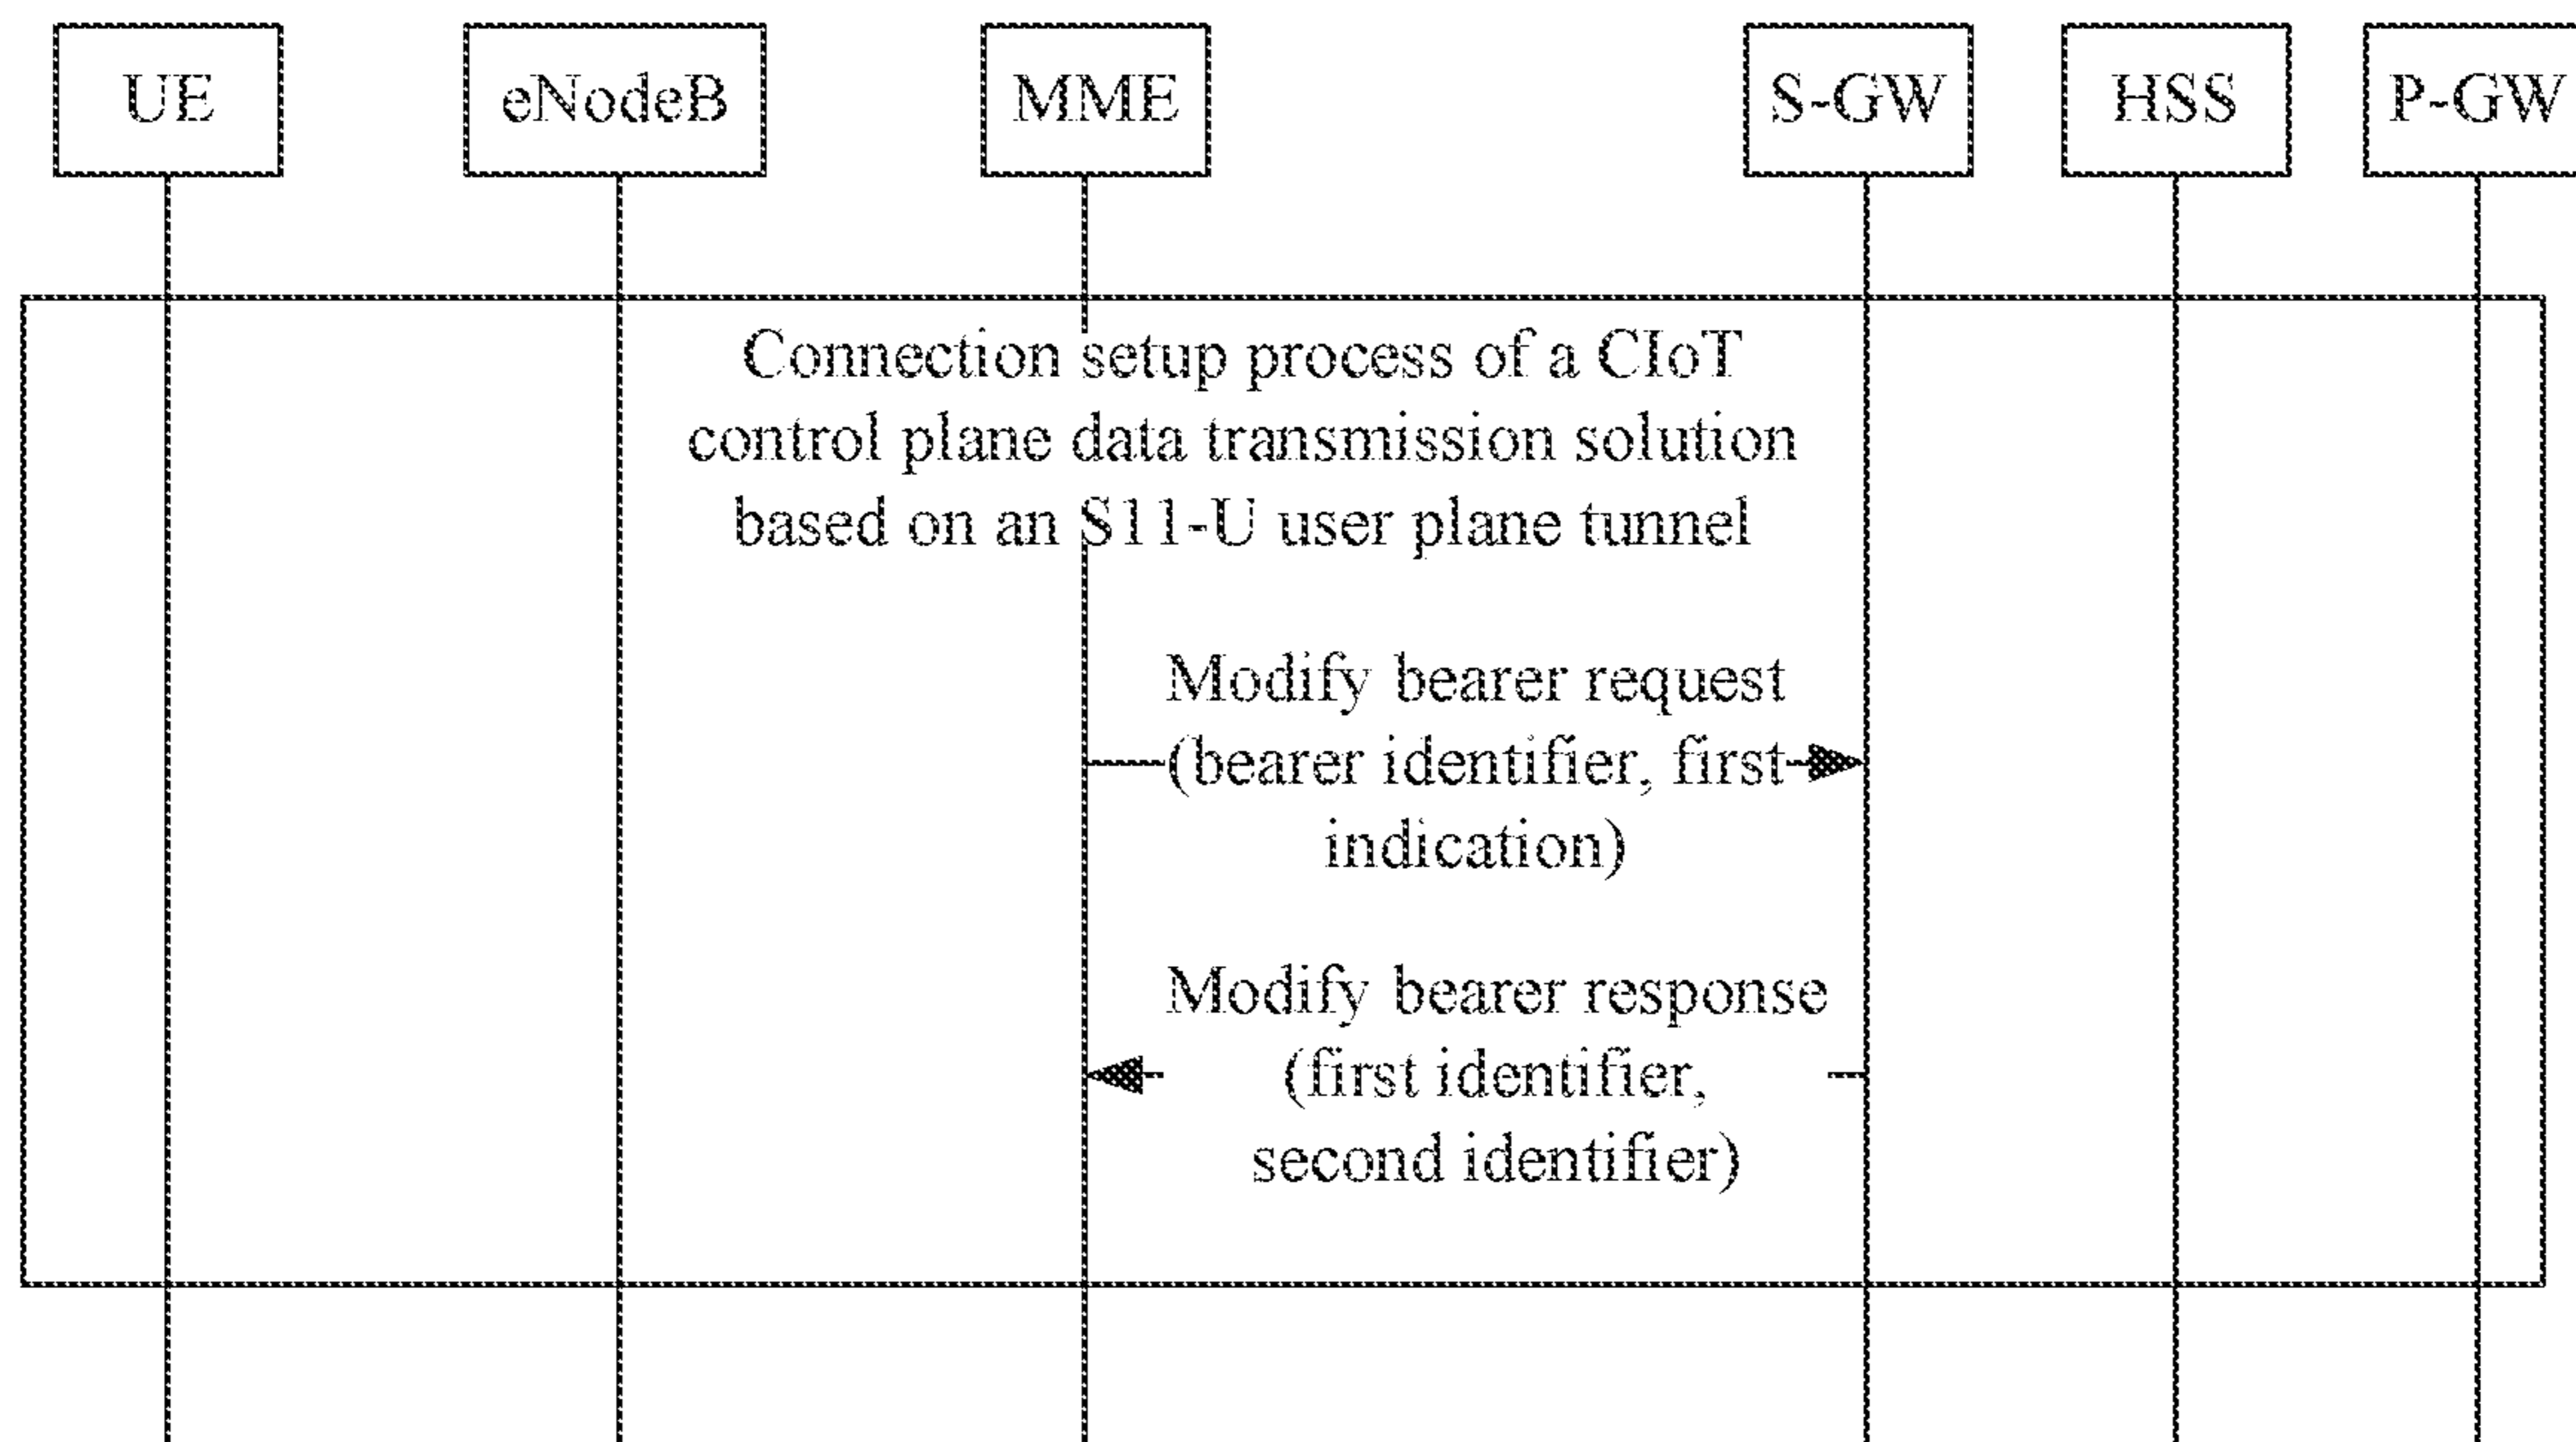 UE
eNodeB
MME
S-GW
HSS
P-GW
Connection setup process of a CIoT
control plane data transmission solution
based on an S11-U user plane tunnel
Modify bearer request
(bearer identifier, first
indication)
Modify bearer response
(first identifier,
second identifier)